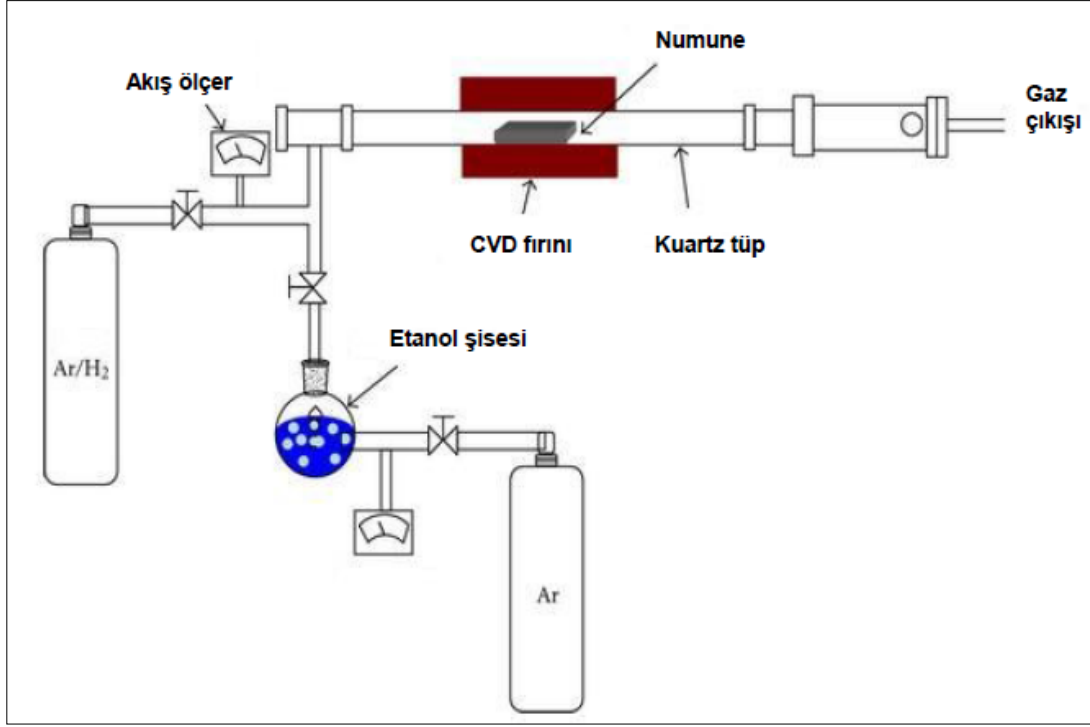 Numune
Akış ölçer
Gaz
çıkışı
CVD fırını
Kuartz tüp
Ar/H₂
Etanol şisesi
Ar